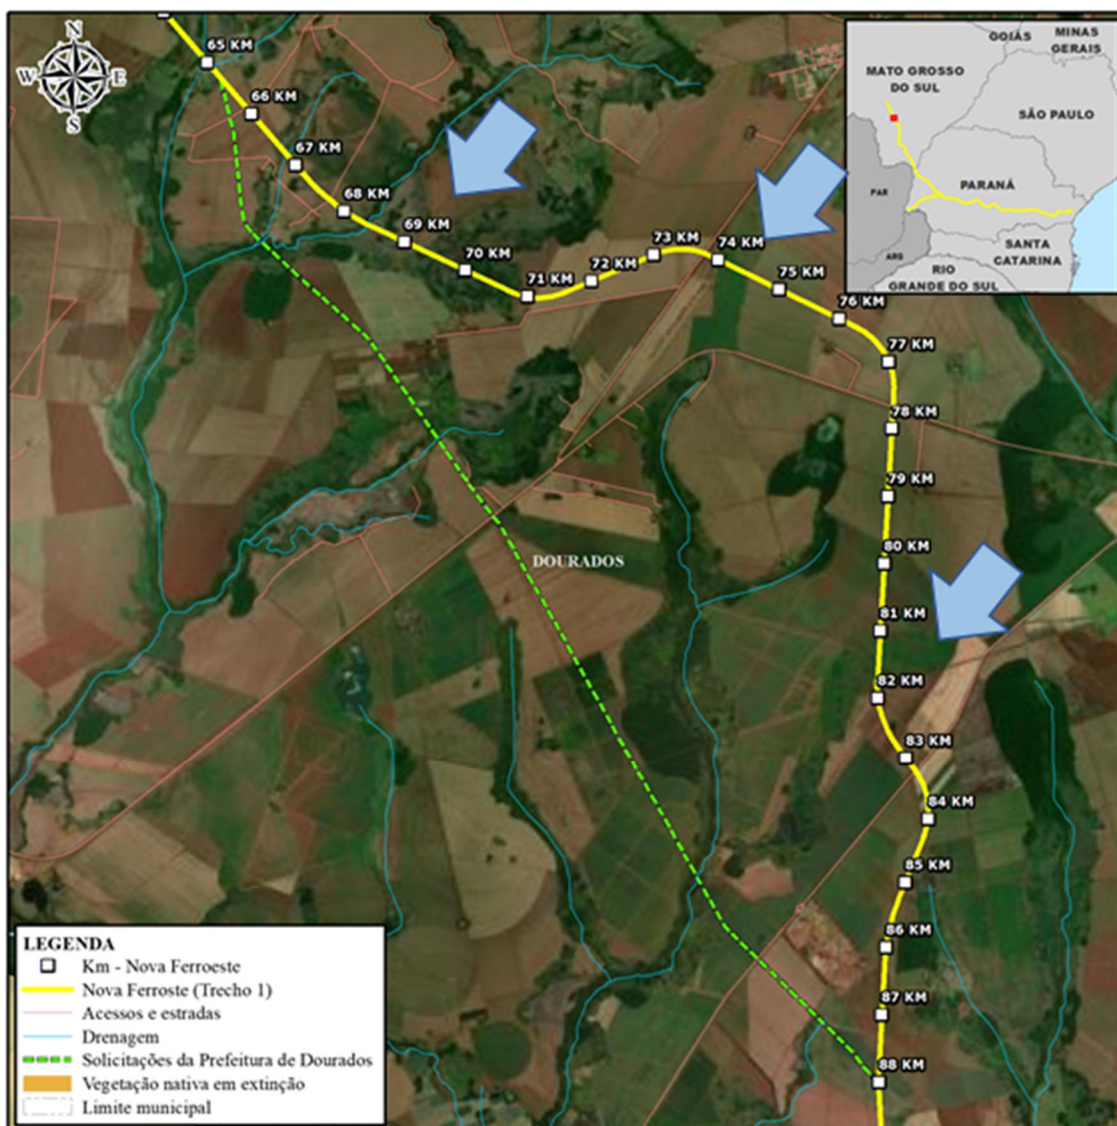 N
W
E
S
65 KM
66 KM
67 KM
68 KM
69 KM
70 KM
71 KM
72 KM
73 KM
74 KM
75 KM
76 KM
77 KM
78 KM
79 KM
80 KM
81 KM
82 KM
83 KM
84 KM
85 KM
86 KM
87 KM
88 KM
DOURADOS
GOIÁS
MINAS
GERAIS
MATO GROSSO
DO SUL
SÃO PAULO
PAR
PARANÁ
ARG
SANTA
CATARINA
RIO
GRANDE DO SUL
LEGENDA
Km - Nova Ferroeste
Nova Ferroste (Trecho 1)
Acessos e estradas
Drenagem
Solicitações da Prefeitura de Dourados
Vegetação nativa em extinção
Limite municipal